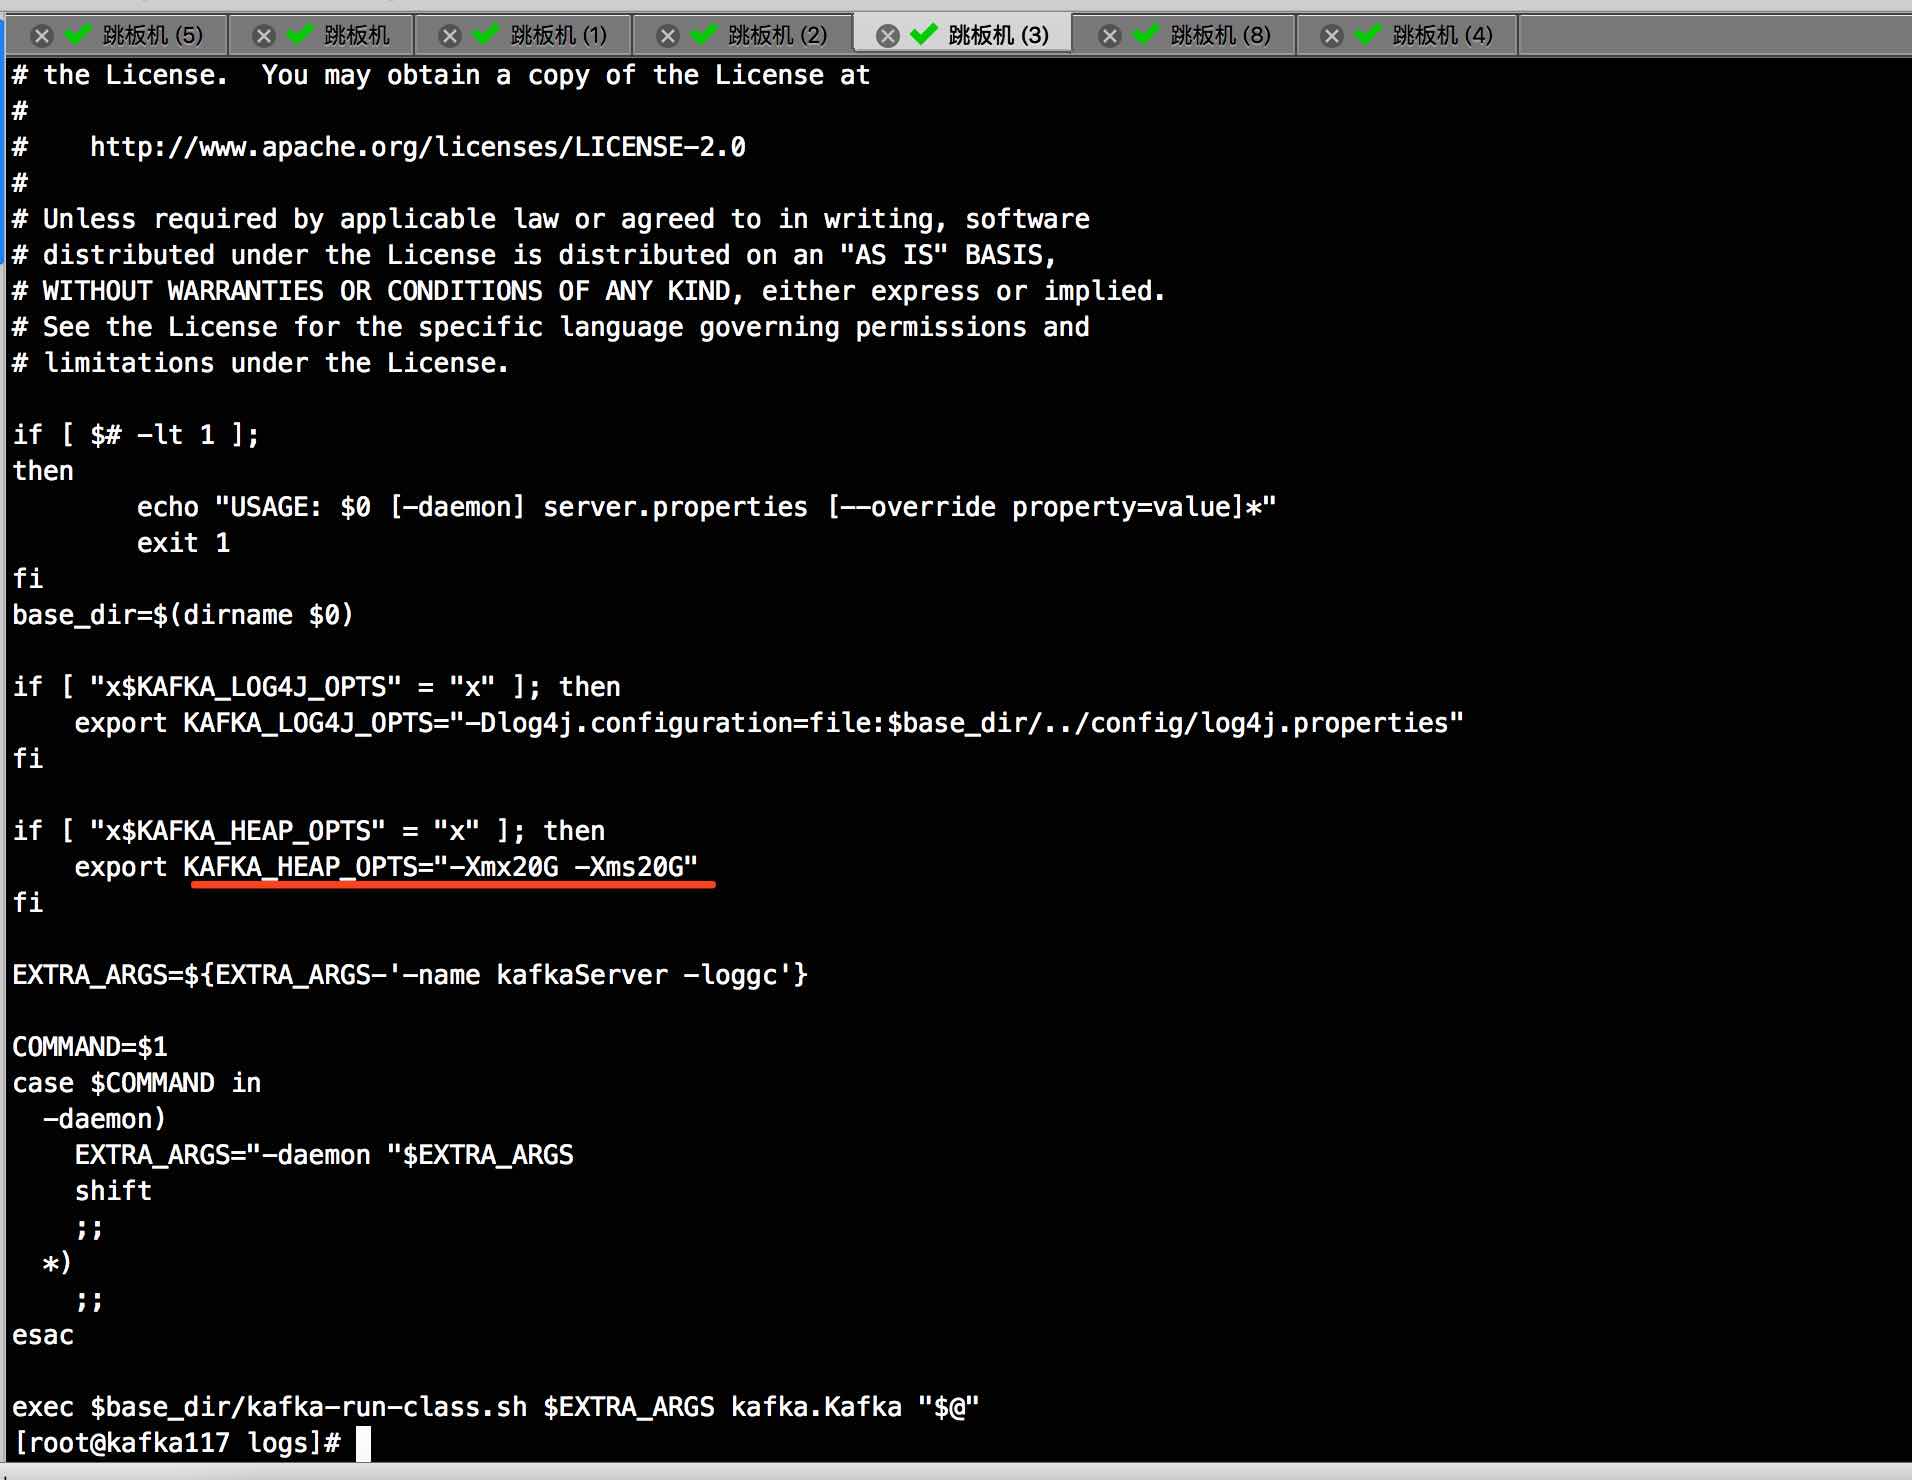 跳板机 (5) 跳板机 跳板机 (1) 跳板机 (2) 跳板机 (3) 跳板机 (8) 跳板机 (4)
# the License.  You may obtain a copy of the License at
#
#    http://www.apache.org/licenses/LICENSE-2.0
#
# Unless required by applicable law or agreed to in writing, software
# distributed under the License is distributed on an "AS IS" BASIS,
# WITHOUT WARRANTIES OR CONDITIONS OF ANY KIND, either express or implied.
# See the License for the specific language governing permissions and
# limitations under the License.

if [ $# -lt 1 ];
then
        echo "USAGE: $0 [-daemon] server.properties [--override property=value]*"
        exit 1
fi
base_dir=$(dirname $0)

if [ "x$KAFKA_LOG4J_OPTS" = "x" ]; then
    export KAFKA_LOG4J_OPTS="-Dlog4j.configuration=file:$base_dir/../config/log4j.properties"
fi

if [ "x$KAFKA_HEAP_OPTS" = "x" ]; then
    export KAFKA_HEAP_OPTS="-Xmx20G -Xms20G"
fi

EXTRA_ARGS=${EXTRA_ARGS-'-name kafkaServer -loggc'}

COMMAND=$1
case $COMMAND in
  -daemon)
    EXTRA_ARGS="-daemon "$EXTRA_ARGS
    shift
    ;;
  *)
    ;;
esac

exec $base_dir/kafka-run-class.sh $EXTRA_ARGS kafka.Kafka "$@"
[root@kafka117 logs]#